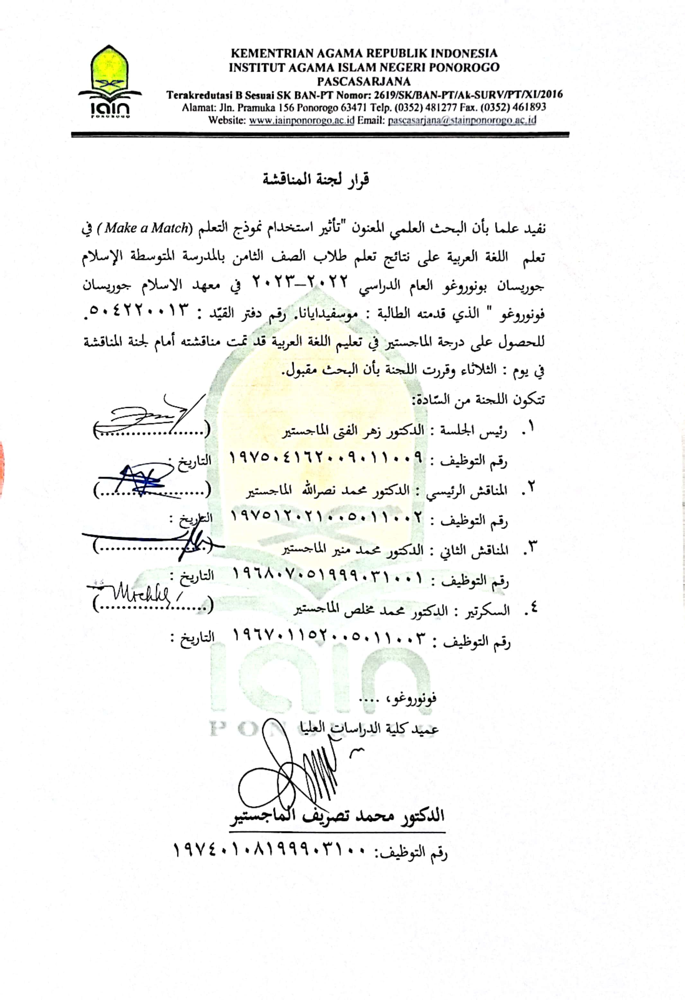 KEMENTRIAN AGAMA REPUBLIK INDONESIA
INSTITUT AGAMA ISLAM NEGERI PONOROGO
PASCASARJANA
Terakredutasi B Sesuai SK BAN-PT Nomor: 2619/SK/BAN-PT/Ak-SURV/PT/XI/2016
Alamat: Jln. Pramuka 156 Ponorogo 63471 Telp. (0352) 481277 Fax. (0352) 461893
Website: www.iainponorogo.ac.id Email: pascasarjana@stainponorogo.ac.id
iain
PONOROGO
قرار لجنة المناقشة
نفيد علما بأن البحث العلمي المعنون "تأثير استخدام نموذج التعلم (Make a Match ) في
تعلم اللغة العربية على نتائج تعلم طلاب الصف الثامن بالمدرسة المتوسطة الإسلام
جوريسان بونوروغو العام الدراسي ٢٠٢٢–٢٠٢٣ في معهد الاسلام جوريسان
فونوروغو " الذي قدمته الطالبة : موسفيدايانا. رقم دفتر القيّد : ٥٠٤٢٢٠٠١٣.
للحصول على درجة الماجستير في تعليم اللغة العربية قد تمت مناقشته أمام لجنة المناقشة
في يوم : الثلاثاء وقررت اللجنة بأن البحث مقبول.
تتكون اللجنة من السّادة:
١. رئيس الجلسة : الدكتور زهر الفتى الماجستير (....................)
رقم التوظيف : ١٩٧٥٠٤١٦٢٠٠٩٠١١٠٠٩ التاريخ :
٢. المناقش الرئيسي : الدكتور محمد نصرالله الماجستير (....................)
رقم التوظيف : ١٩٧٥١٢٠٢١٠٠٥٠١١٠٠٢ التاريخ :
٣. المناقش الثاني : الدكتور محمد منير الماجستير (....................)
رقم التوظيف : ١٩٦٨٠٧٠٥١٩٩٩٠٣١٠٠١ التاريخ :
٤. السكرتير : الدكتور محمد مخلص الماجستير (....................)
رقم التوظيف : ١٩٦٧٠١١٥٢٠٠٥٠١١٠٠٣ التاريخ :
iain
فونوروغو، ....
عميد كلية الدراسات العليا
الدكتور محمد تصريف الماجستير
رقم التوظيف: ١٩٧٤٠١٠٨١٩٩٩٠٣١٠٠